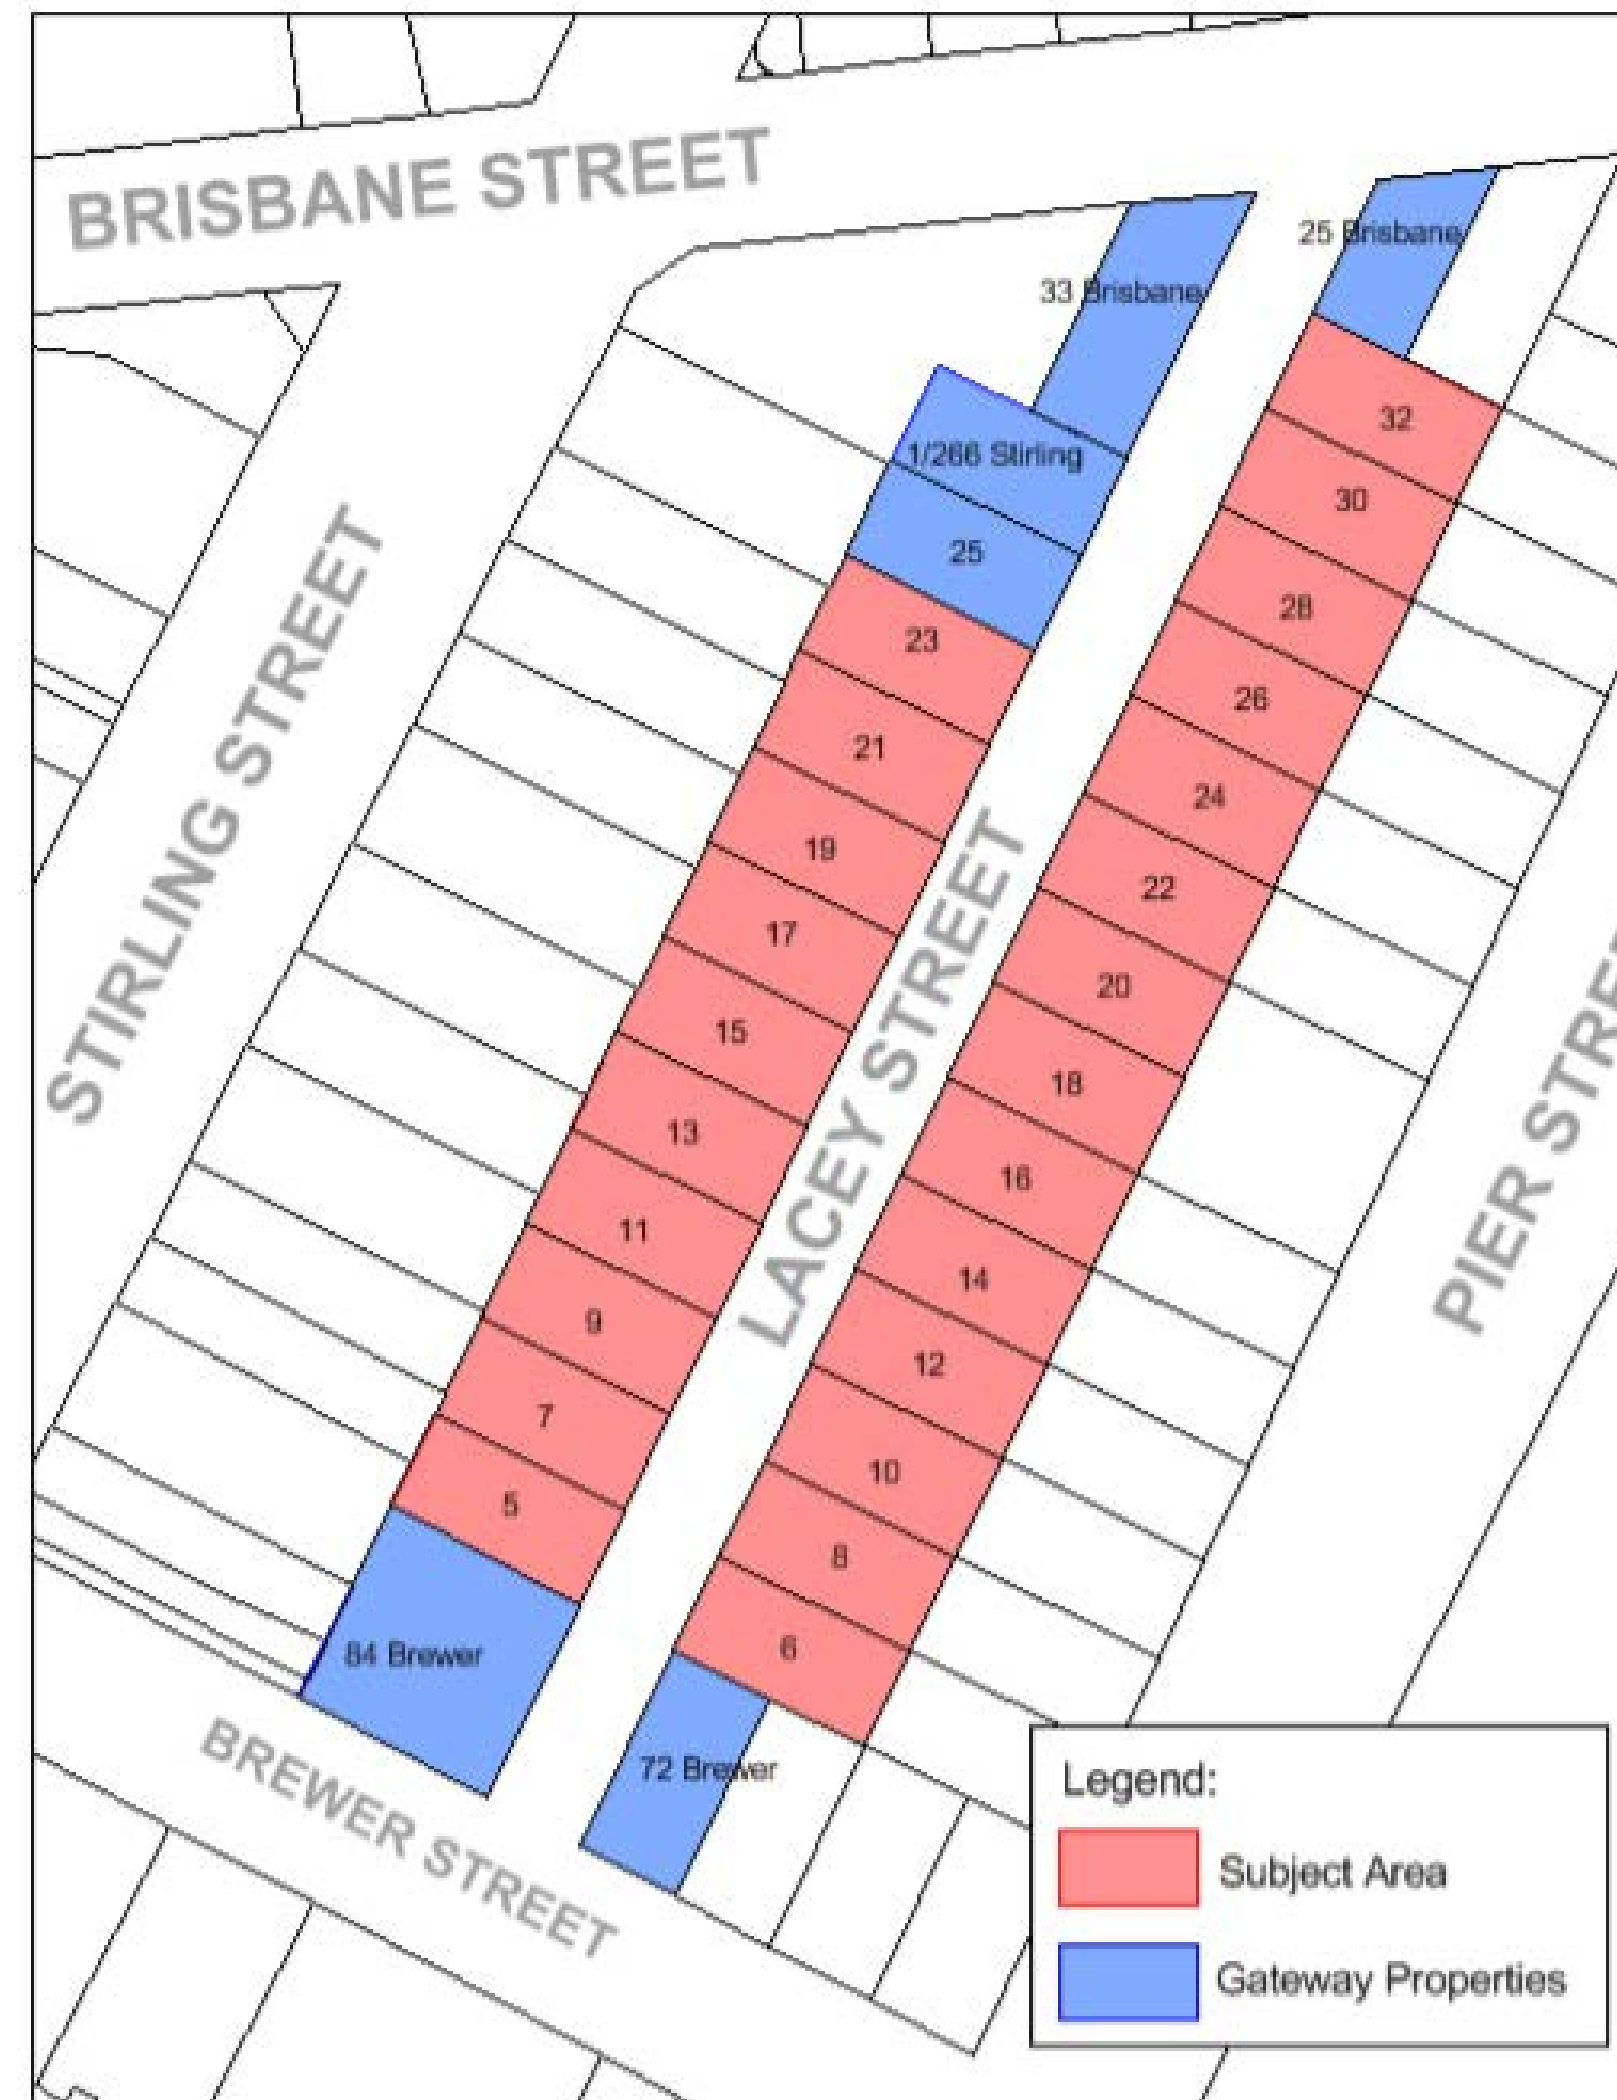 BRISBANE STREET
25 Brisbane
33 Brisbane
32
1/266 Stirling
30
25
28
23
26
21
24
19
22
17
20
15
18
13
16
11
14
9
12
7
10
5
8
6
84 Brewer
72 Brewer
STIRLING STREET
LACEY STREET
PIER STREE
BREWER STREET
Legend:
Subject Area
Gateway Properties